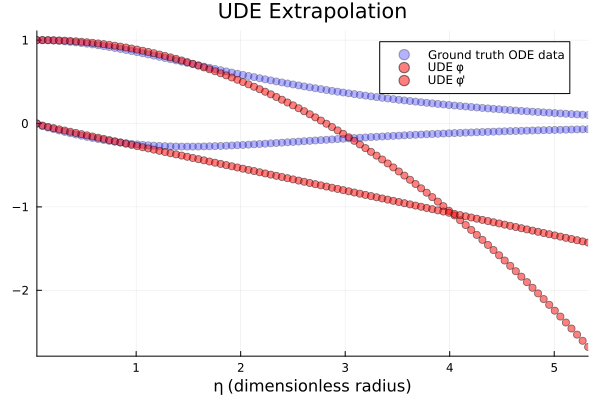 UDE Extrapolation
Ground truth ODE data
UDE φ
UDE φ'
1
0
−1
−2
1
2
3
4
5
η (dimensionless radius)